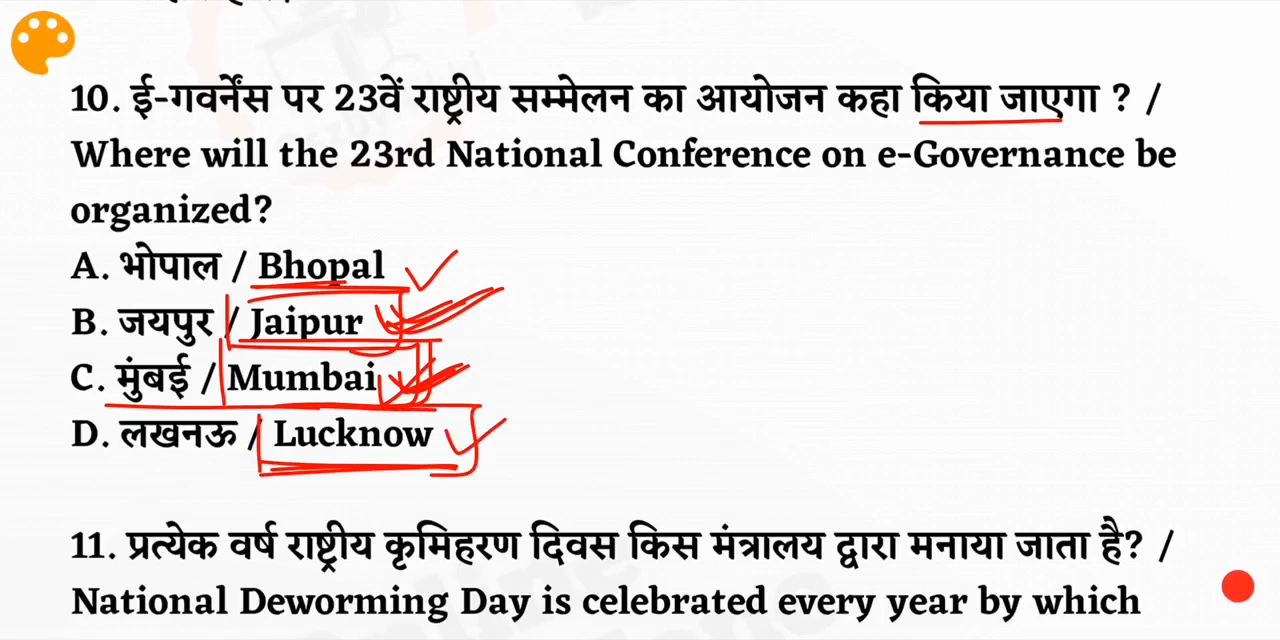 10. ई-गवर्नेंस पर 23वें राष्ट्रीय सम्मेलन का आयोजन कहा किया जाएगा ? /
Where will the 23rd National Conference on e-Governance be
organized?
A. भोपाल / Bhopal
B. जयपुर / Jaipur
C. मुंबई / Mumbai
D. लखनऊ / Lucknow
11. प्रत्येक वर्ष राष्ट्रीय कृमिहरण दिवस किस मंत्रालय द्वारा मनाया जाता है? /
National Deworming Day is celebrated every year by which